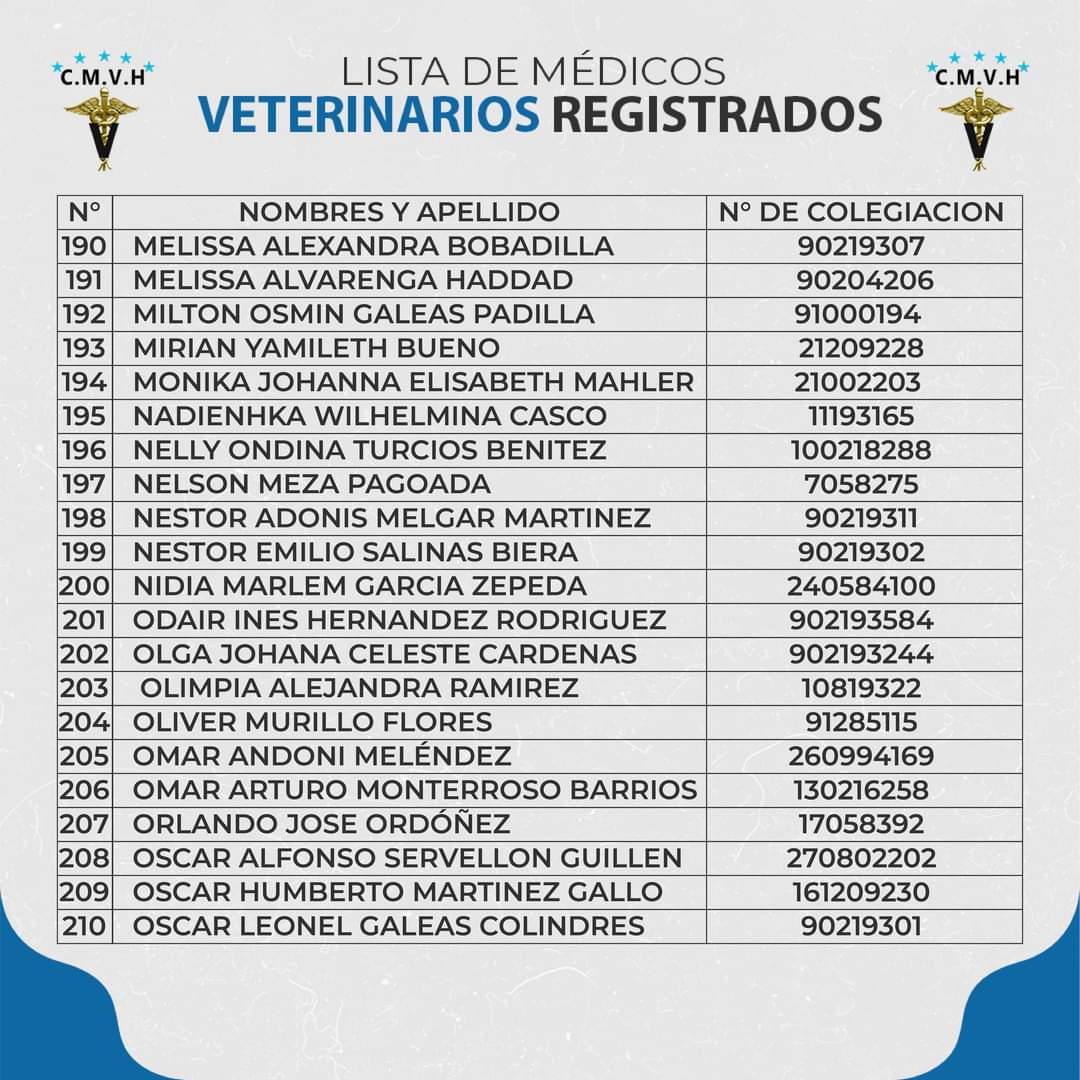 C.M.V.H
LISTA DE MÉDICOS
VETERINARIOS REGISTRADOS
C.M.V.H
N° NOMBRES Y APELLIDO N° DE COLEGIACION
190 MELISSA ALEXANDRA BOBADILLA 90219307
191 MELISSA ALVARENGA HADDAD 90204206
192 MILTON OSMIN GALEAS PADILLA 91000194
193 MIRIAN YAMILETH BUENO 21209228
194 MONIKA JOHANNA ELISABETH MAHLER 21002203
195 NADIENHKA WILHELMINA CASCO 11193165
196 NELLY ONDINA TURCIOS BENITEZ 100218288
197 NELSON MEZA PAGOADA 7058275
198 NESTOR ADONIS MELGAR MARTINEZ 90219311
199 NESTOR EMILIO SALINAS BIERA 90219302
200 NIDIA MARLEM GARCIA ZEPEDA 240584100
201 ODAIR INES HERNANDEZ RODRIGUEZ 902193584
202 OLGA JOHANA CELESTE CARDENAS 902193244
203 OLIMPIA ALEJANDRA RAMIREZ 10819322
204 OLIVER MURILLO FLORES 91285115
205 OMAR ANDONI MELÉNDEZ 260994169
206 OMAR ARTURO MONTERROSO BARRIOS 130216258
207 ORLANDO JOSE ORDÓÑEZ 17058392
208 OSCAR ALFONSO SERVELLON GUILLEN 270802202
209 OSCAR HUMBERTO MARTINEZ GALLO 161209230
210 OSCAR LEONEL GALEAS COLINDRES 90219301